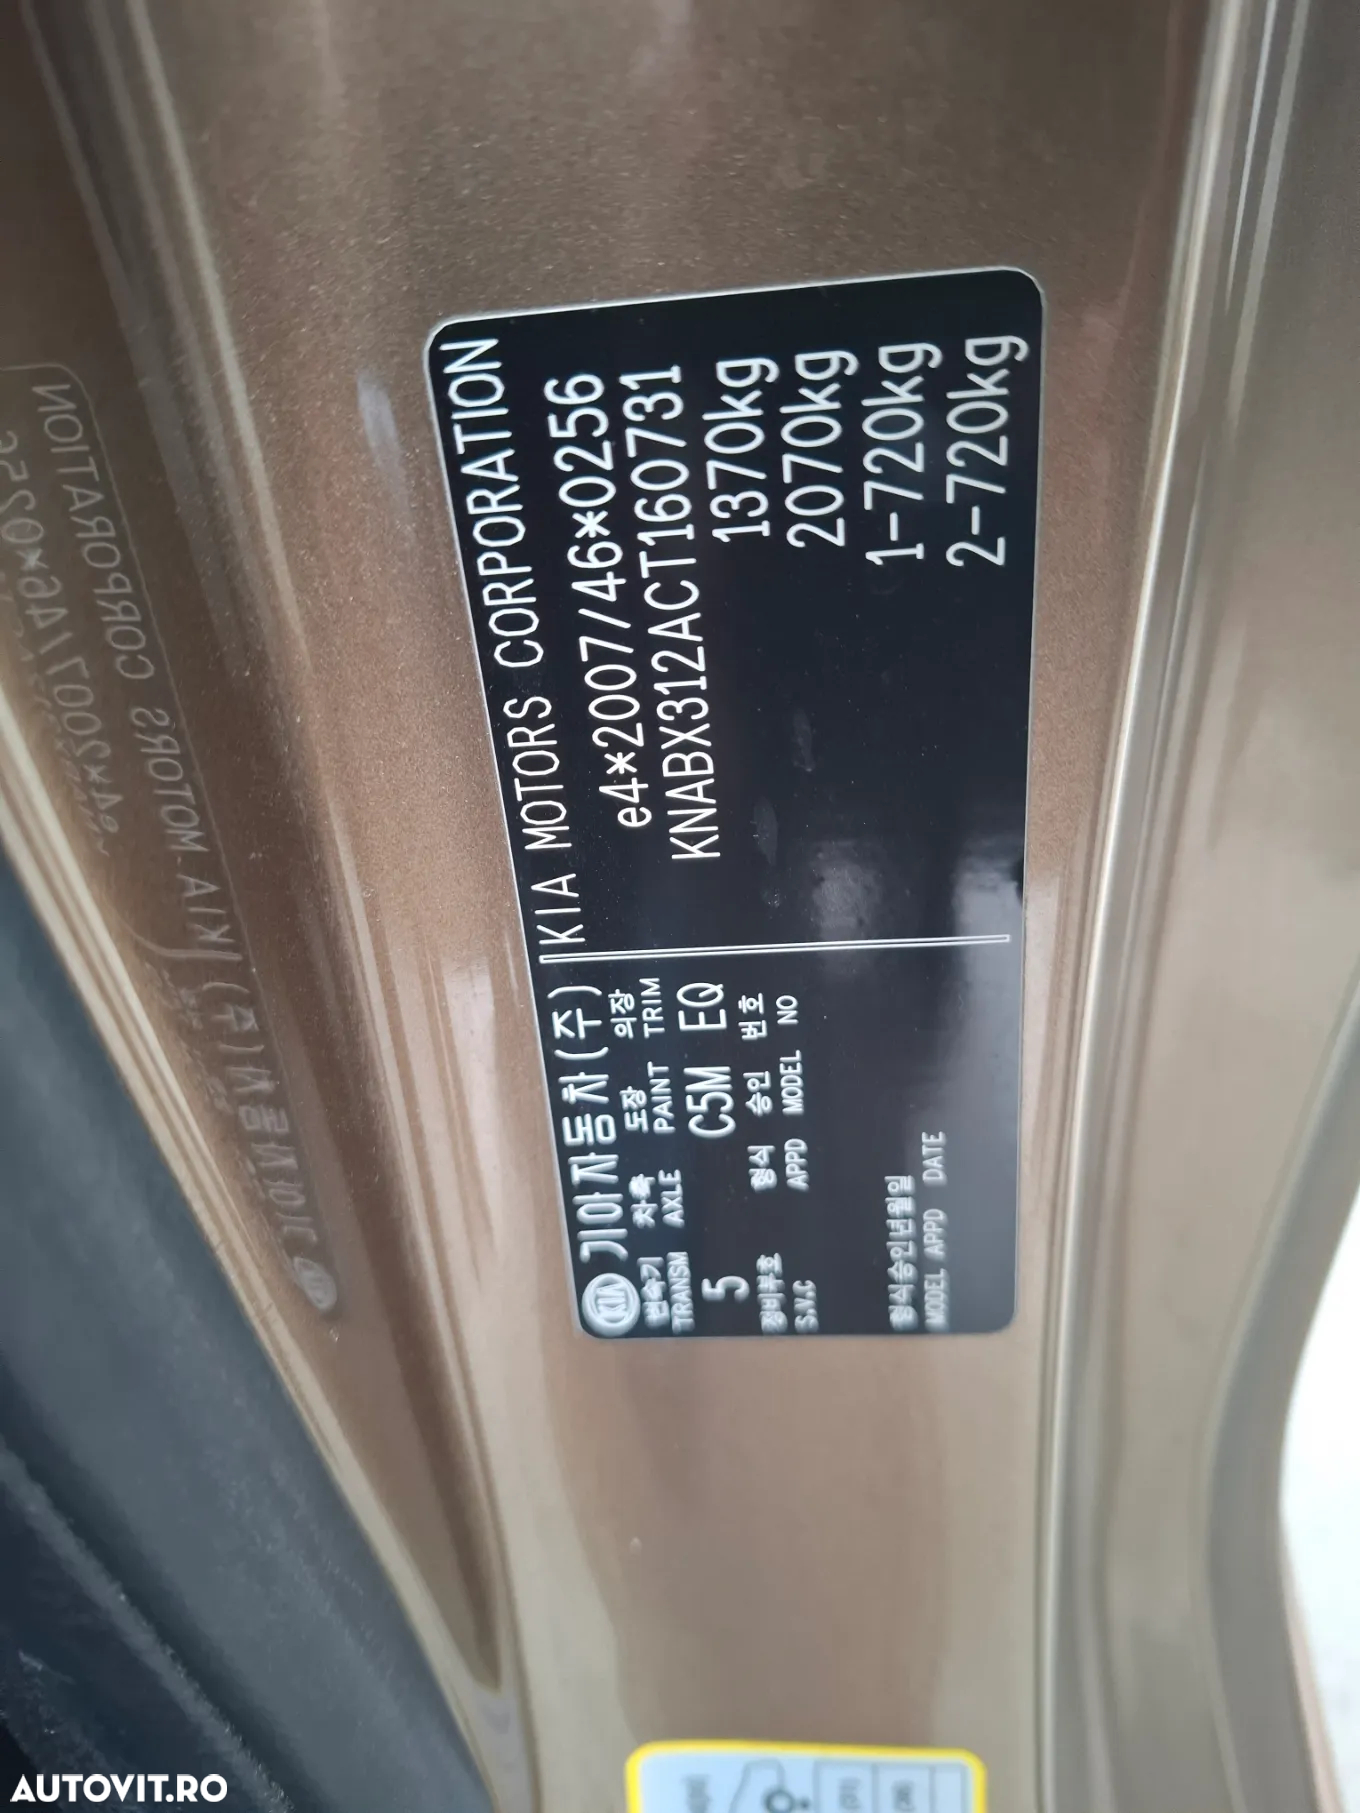 KIA 기아자동차(주) KIA MOTORS CORPORATION
변속기 차축 도장 의장
TRANSM AXLE PAINT TRIM
e4*2007/46*0256
5 C5M EQ
KNABX312ACT160731
정비부호 형식 승인 번호
S.V.C APPD MODEL NO
1370kg
2070kg
형식승인년월일
MODEL APPD DATE
1-720kg
2-720kg
AUTOVIT.RO